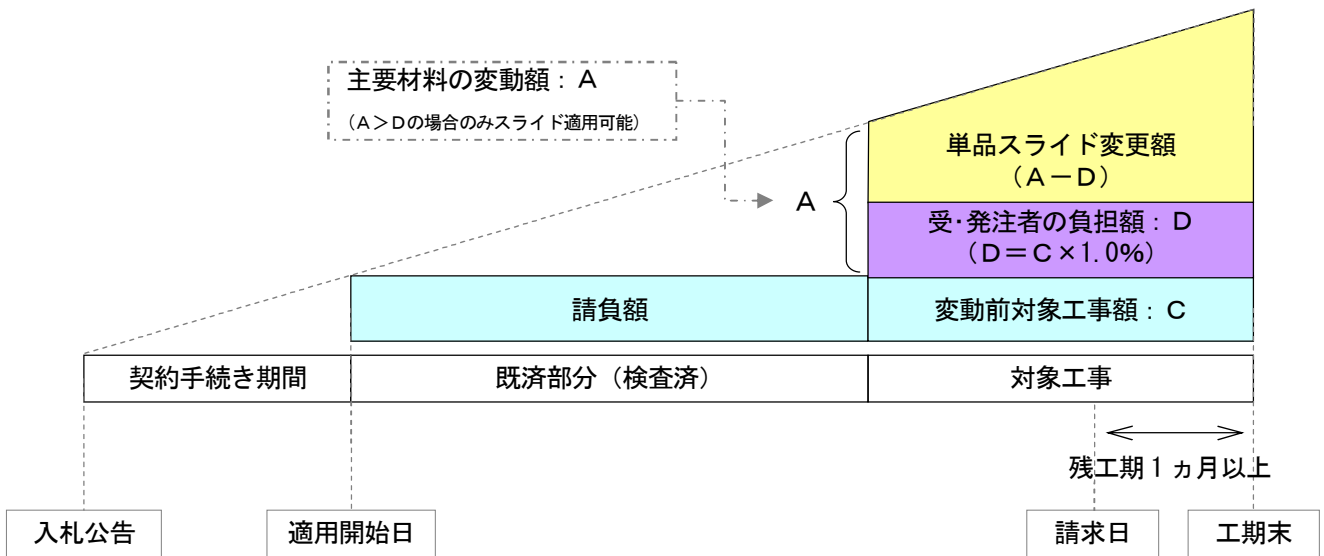 主要材料の変動額：Ａ
（Ａ＞Ｄの場合のみスライド適用可能）
単品スライド変更額
（Ａ－Ｄ）
Ａ
受・発注者の負担額：Ｄ
（Ｄ＝Ｃ×1.0%）
請負額
変動前対象工事額：Ｃ
契約手続き期間
既済部分（検査済）
対象工事
残工期１ヵ月以上
入札公告
適用開始日
請求日
工期末